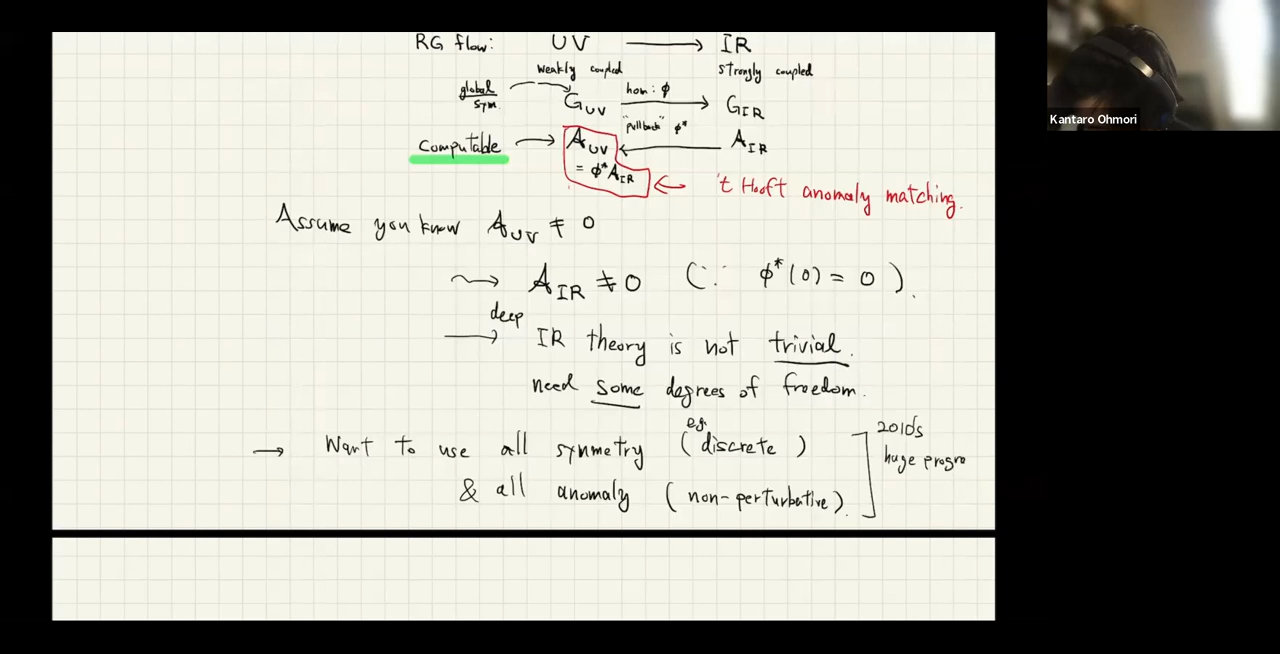 RG flow: UV ⟶ IR
weakly coupled strongly coupled
global sym. G_UV hom: φ G_IR
"pullback" φ*
Computable → A_UV ← A_IR
= φ* A_IR ← 't Hooft anomaly matching.
Assume you know A_UV ≠ 0
⇝ A_IR ≠ 0 (∵ φ*(0) = 0).
deep
→ IR theory is not trivial.
need some degrees of freedom.
→ Want to use all symmetry (e.g. discrete)
& all anomaly (non-perturbative).
2010's
huge progre
Kantaro Ohmori